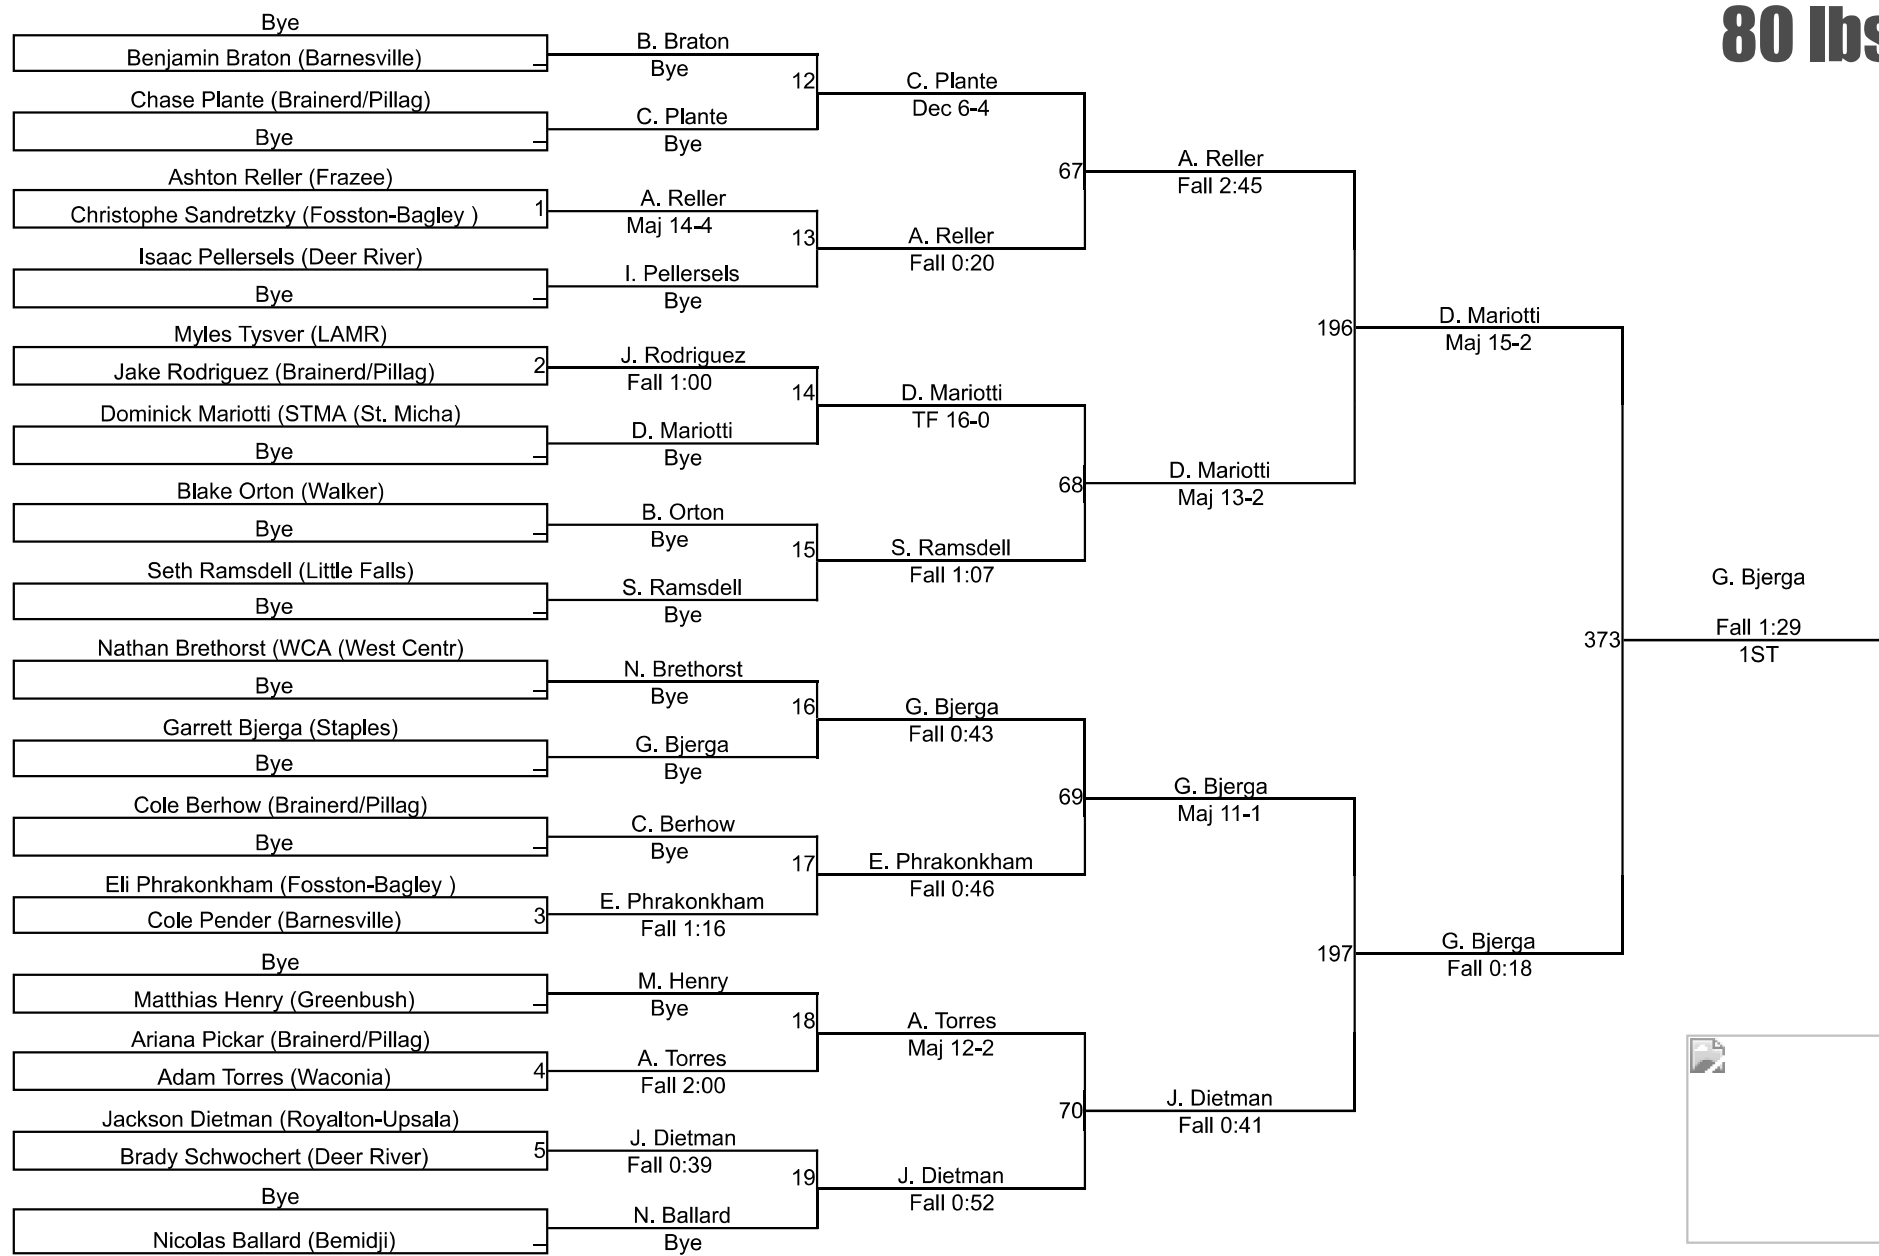 80 lbs
Bye
Benjamin Braton (Barnesville)
Chase Plante (Brainerd/Pillag)
Bye
Ashton Reller (Frazee)
Christophe Sandretzky (Fosston-Bagley ) 1
Isaac Pellersels (Deer River)
Bye
Myles Tysver (LAMR)
Jake Rodriguez (Brainerd/Pillag) 2
Dominick Mariotti (STMA (St. Micha)
Bye
Blake Orton (Walker)
Bye
Seth Ramsdell (Little Falls)
Bye
Nathan Brethorst (WCA (West Centr)
Bye
Garrett Bjerga (Staples)
Bye
Cole Berhow (Brainerd/Pillag)
Bye
Eli Phrakonkham (Fosston-Bagley )
Cole Pender (Barnesville) 3
Bye
Matthias Henry (Greenbush)
Ariana Pickar (Brainerd/Pillag)
Adam Torres (Waconia) 4
Jackson Dietman (Royalton-Upsala)
Brady Schwochert (Deer River) 5
Bye
Nicolas Ballard (Bemidji)
B. Braton
Bye
12
C. Plante
Bye
A. Reller
Maj 14-4
13
I. Pellersels
Bye
J. Rodriguez
Fall 1:00
14
D. Mariotti
Bye
B. Orton
Bye
15
S. Ramsdell
Bye
N. Brethorst
Bye
16
G. Bjerga
Bye
C. Berhow
Bye
17
E. Phrakonkham
Fall 1:16
M. Henry
Bye
18
A. Torres
Fall 2:00
J. Dietman
Fall 0:39
19
N. Ballard
Bye
C. Plante
Dec 6-4
67
A. Reller
Fall 0:20
D. Mariotti
TF 16-0
68
S. Ramsdell
Fall 1:07
G. Bjerga
Fall 0:43
69
E. Phrakonkham
Fall 0:46
A. Torres
Maj 12-2
70
J. Dietman
Fall 0:52
A. Reller
Fall 2:45
196
D. Mariotti
Maj 13-2
G. Bjerga
Maj 11-1
197
J. Dietman
Fall 0:41
D. Mariotti
Maj 15-2
373
G. Bjerga
Fall 0:18
G. Bjerga
Fall 1:29
1ST